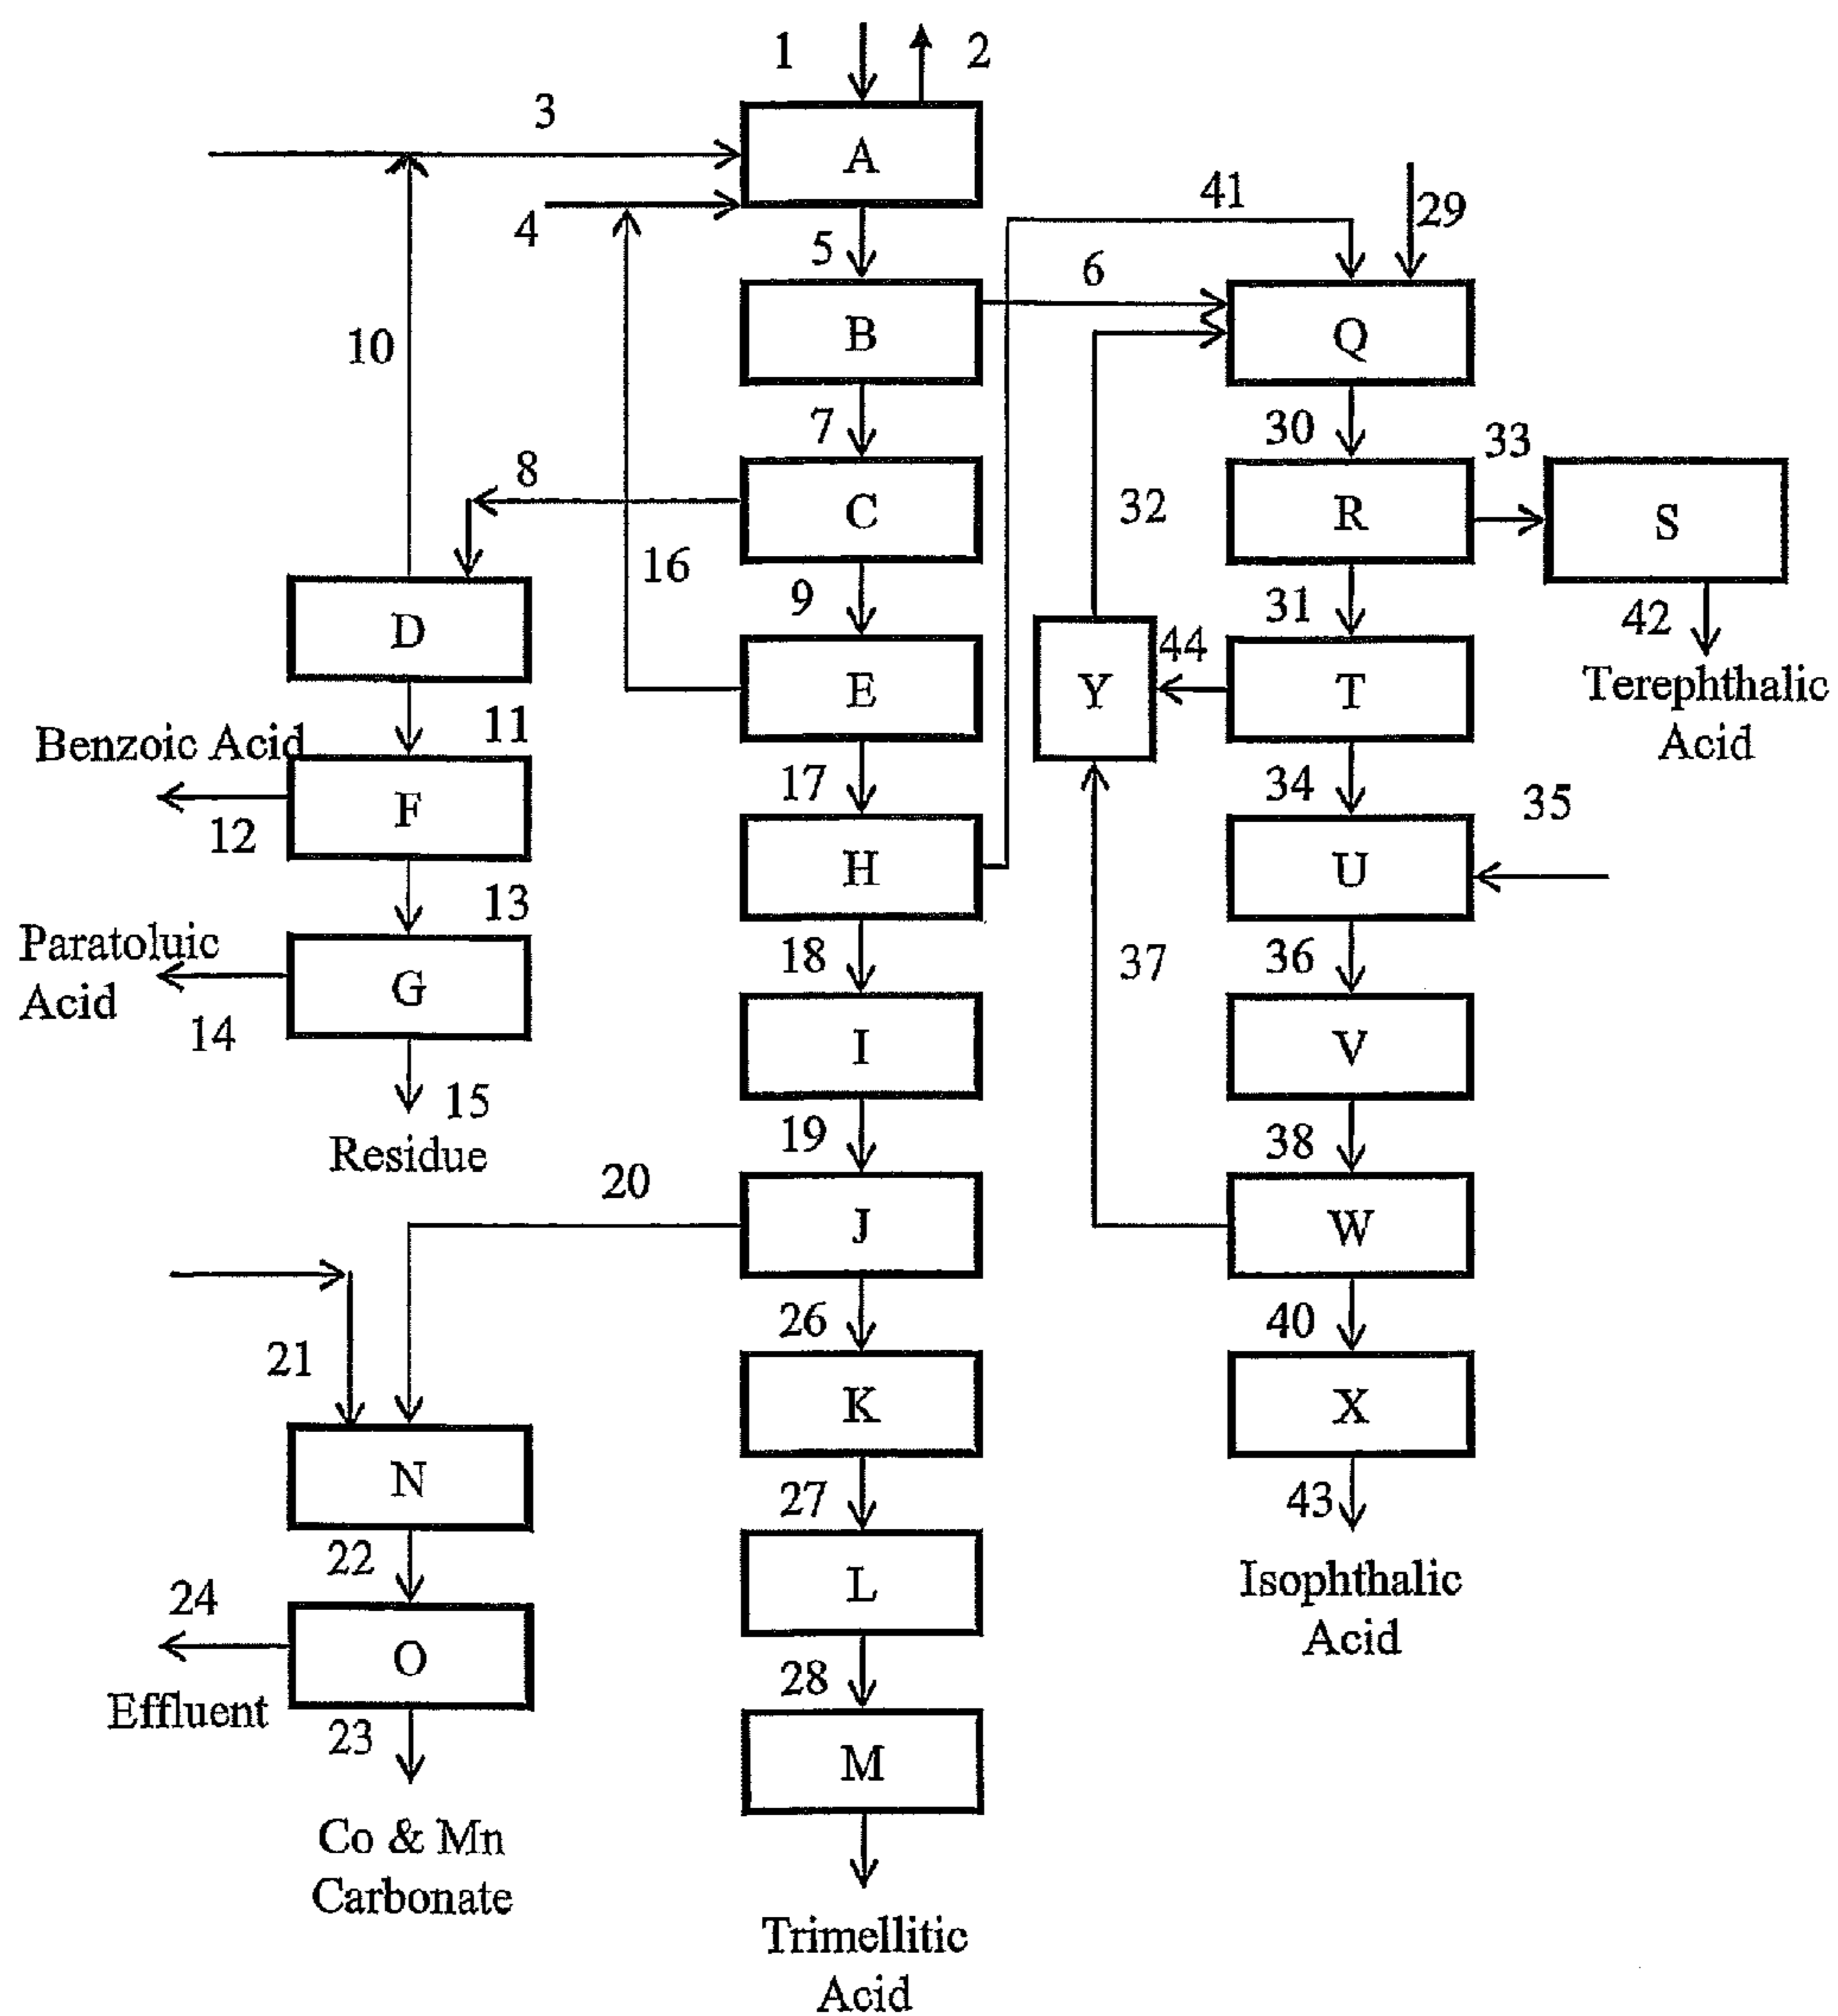 1
2
3
A
4
41
29
5
6
B
Q
10
7
30
33
8
C
32
R
S
16
9
31
42
D
E
Y
44
T
Terephthalic
Acid
11
Benzoic Acid
17
34
35
12
F
H
U
13
Paratoluic
Acid
18
37
36
14
G
I
V
15
Residue
19
38
20
J
W
21
26
40
N
K
X
22
27
43
24
O
L
Isophthalic
Acid
Effluent
23
28
M
Co & Mn
Carbonate
Trimellitic
Acid